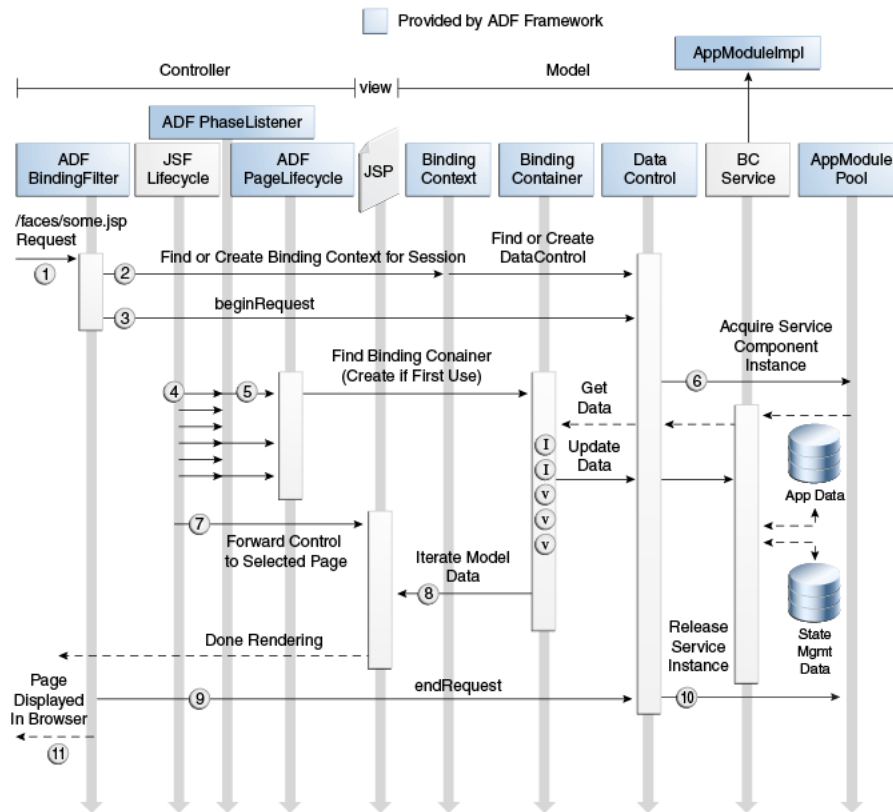 Provided by ADF Framework
AppModuleImpl
Controller
view
Model
ADF PhaseListener
ADF
BindingFilter
JSF
Lifecycle
ADF
PageLifecycle
JSP
Binding
Context
Binding
Container
Data
Control
BC
Service
AppModule
Pool
/faces/some.jsp
Request
1
2
Find or Create Binding Context for Session
Find or Create
DataControl
3
beginRequest
Acquire Service
Component
Instance
4
5
Find Binding Conainer
(Create if First Use)
6
Get
Data
I
I
v
v
v
Update
Data
App Data
7
Forward Control
to Selected Page
Iterate Model
Data
8
State
Mgmt
Data
Done Rendering
Release
Service
Instance
Page
Displayed
In Browser
9
endRequest
10
11